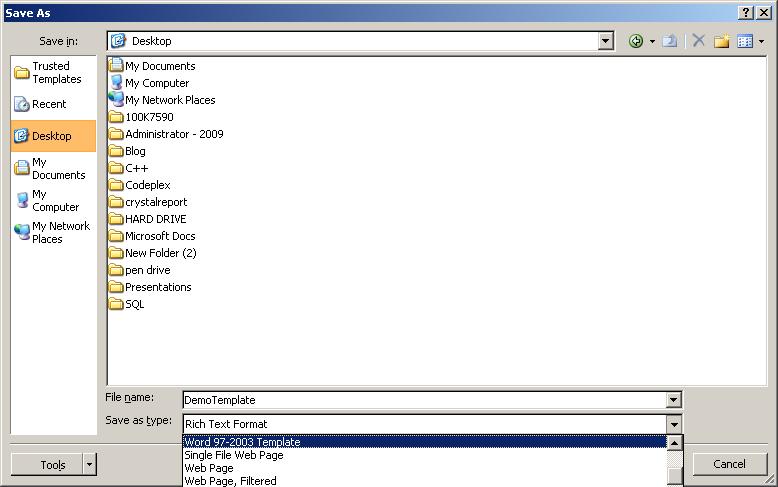 Save As
Save in:
Desktop
Trusted
Templates
Recent
Desktop
My
Documents
My
Computer
My Network
Places
My Documents
My Computer
My Network Places
100K7590
Administrator - 2009
Blog
C++
Codeplex
crystalreport
HARD DRIVE
Microsoft Docs
New Folder (2)
pen drive
Presentations
SQL
File name:
DemoTemplate
Save as type:
Rich Text Format
Word 97-2003 Template
Single File Web Page
Web Page
Web Page, Filtered
Tools
Cancel